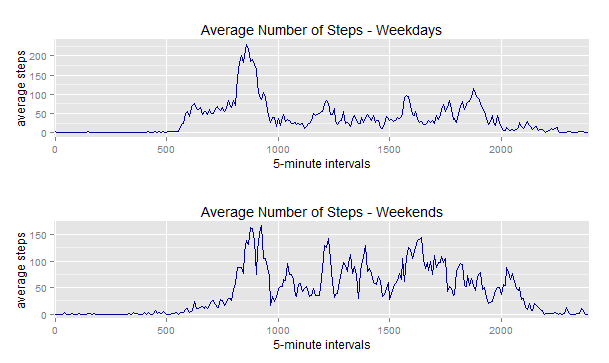 Average Number of Steps - Weekdays
average steps
200
150
100
50
0
0 500 1000 1500 2000
5-minute intervals
Average Number of Steps - Weekends
average steps
150
100
50
0
0 500 1000 1500 2000
5-minute intervals